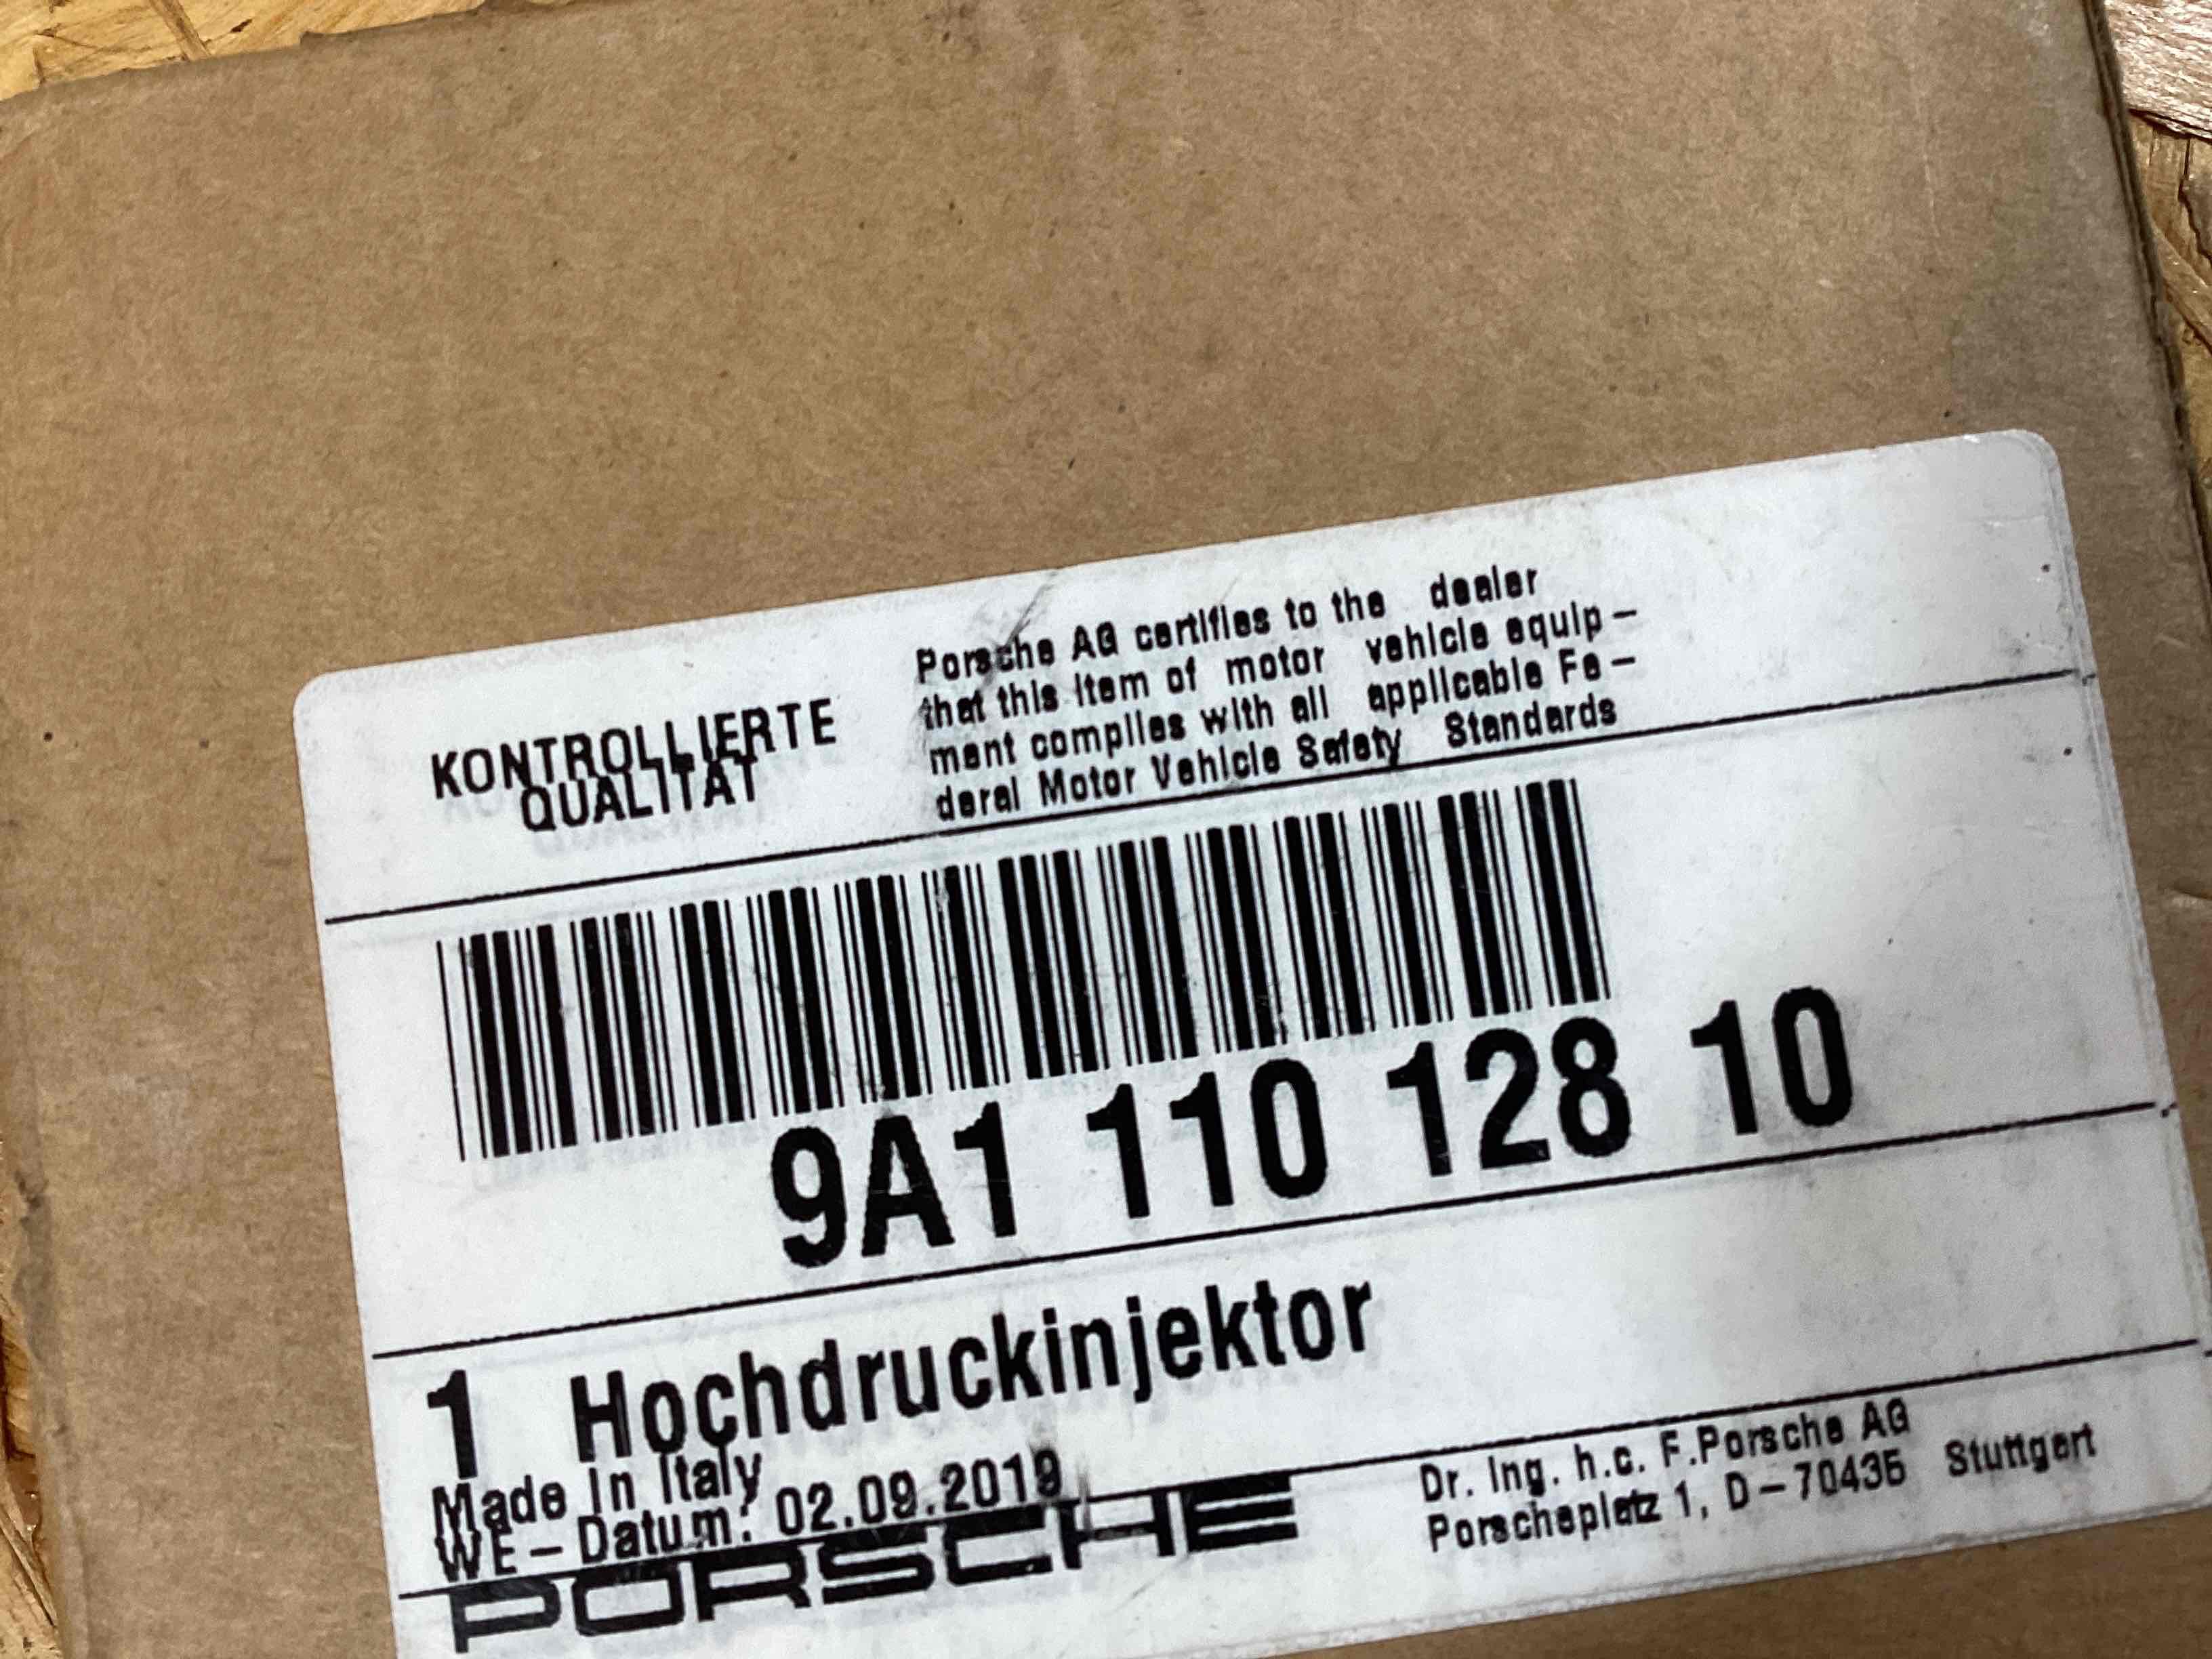 KONTROLLIERTE
QUALITÄT
Porsche AG certifies to the dealer
that this item of motor vehicle equip-
ment complies with all applicable Fe-
deral Motor Vehicle Safety Standards
9A1 110 128 10
1 Hochdruckinjektor
Made In Italy
WE-Datum: 02.09.2019
PORSCHE
Dr. Ing. h.c. F.Porsche AG
Porscheplatz 1, D-70435 Stuttgart